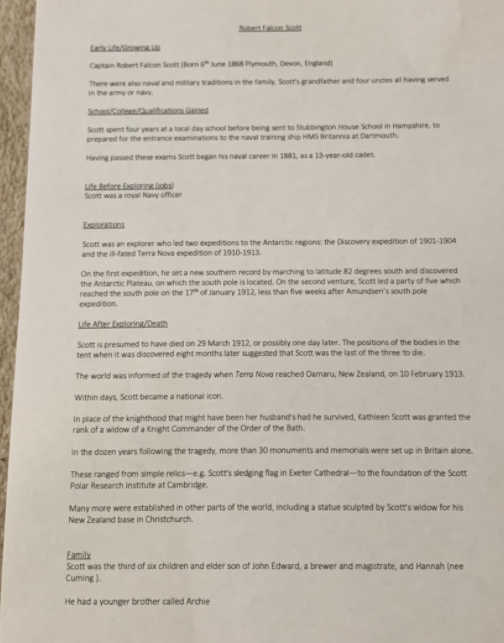 Robert Falcon Scott
Early Life/Growing Up
Captain Robert Falcon Scott (Born 6th June 1868 Plymouth, Devon, England)
There were also naval and military traditions in the family, Scott's grandfather and four uncles all having served
in the army or navy.
School/College/Qualifications Gained
Scott spent four years at a local day school before being sent to Stubbington House School in Hampshire, to
prepared for the entrance examinations to the naval training ship HMS Britannia at Dartmouth.
Having passed these exams Scott began his naval career in 1881, as a 13-year-old cadet.
Life Before Exploring (jobs)
Scott was a royal Navy officer
Explorations
Scott was an explorer who led two expeditions to the Antarctic regions: the Discovery expedition of 1901-1904
and the ill-fated Terra Nova expedition of 1910-1913.
On the first expedition, he set a new southern record by marching to latitude 82 degrees south and discovered
the Antarctic Plateau, on which the south pole is located. On the second venture, Scott led a party of five which
reached the south pole on the 17th of January 1912, less than five weeks after Amundsen's south pole
expedition.
Life After Exploring/Death
Scott is presumed to have died on 29 March 1912, or possibly one day later. The positions of the bodies in the
tent when it was discovered eight months later suggested that Scott was the last of the three to die.
The world was informed of the tragedy when Terra Nova reached Oamaru, New Zealand, on 10 February 1913.
Within days, Scott became a national icon.
In place of the knighthood that might have been her husband's had he survived, Kathleen Scott was granted the
rank of a widow of a Knight Commander of the Order of the Bath.
In the dozen years following the tragedy, more than 30 monuments and memorials were set up in Britain alone.
These ranged from simple relics—e.g. Scott's sledging flag in Exeter Cathedral—to the foundation of the Scott
Polar Research Institute at Cambridge.
Many more were established in other parts of the world, including a statue sculpted by Scott's widow for his
New Zealand base in Christchurch.
Family
Scott was the third of six children and elder son of John Edward, a brewer and magistrate, and Hannah (nee
Cuming ).
He had a younger brother called Archie